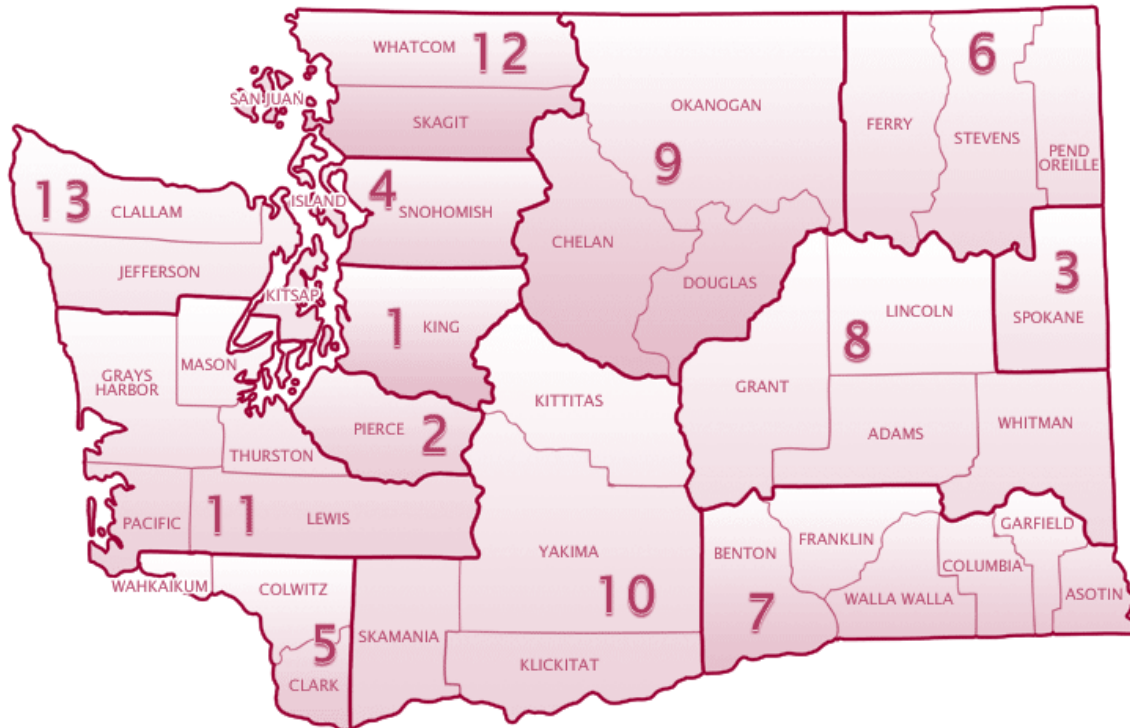 WHATCOM
12
6
SAN JUAN
OKANOGAN
SKAGIT
FERRY
STEVENS
PEND
OREILLE
9
13
CLALLAM
ISLAND
4
SNOHOMISH
CHELAN
JEFFERSON
DOUGLAS
3
KITSAP
LINCOLN
SPOKANE
1
KING
8
MASON
GRAYS
HARBOR
GRANT
KITTITAS
WHITMAN
PIERCE
2
ADAMS
THURSTON
11
LEWIS
PACIFIC
GARFIELD
FRANKLIN
YAKIMA
BENTON
COLUMBIA
WAHKAIKUM
COLWITZ
10
7
WALLA WALLA
ASOTIN
SKAMANIA
5
KLICKITAT
CLARK